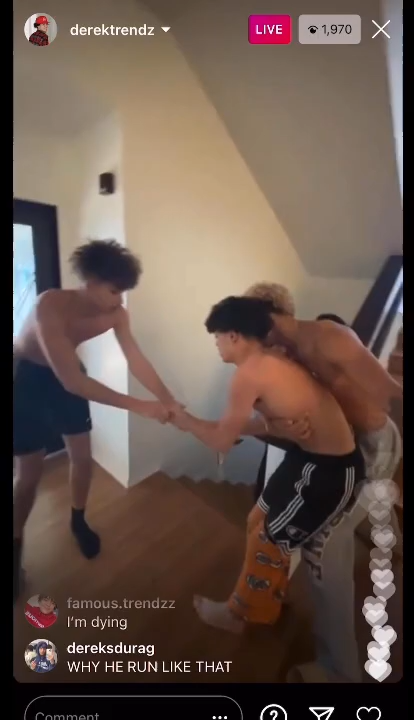 derektrendz
LIVE
1,970
famous.trendzz
I'm dying
dereksdurag
WHY HE RUN LIKE THAT
Comment